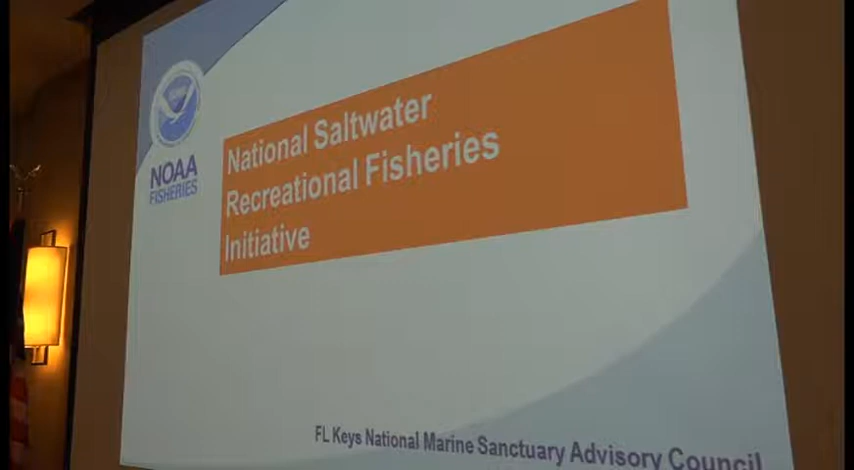 NOAA
FISHERIES
National Saltwater
Recreational Fisheries
Initiative
FL Keys National Marine Sanctuary Advisory Council